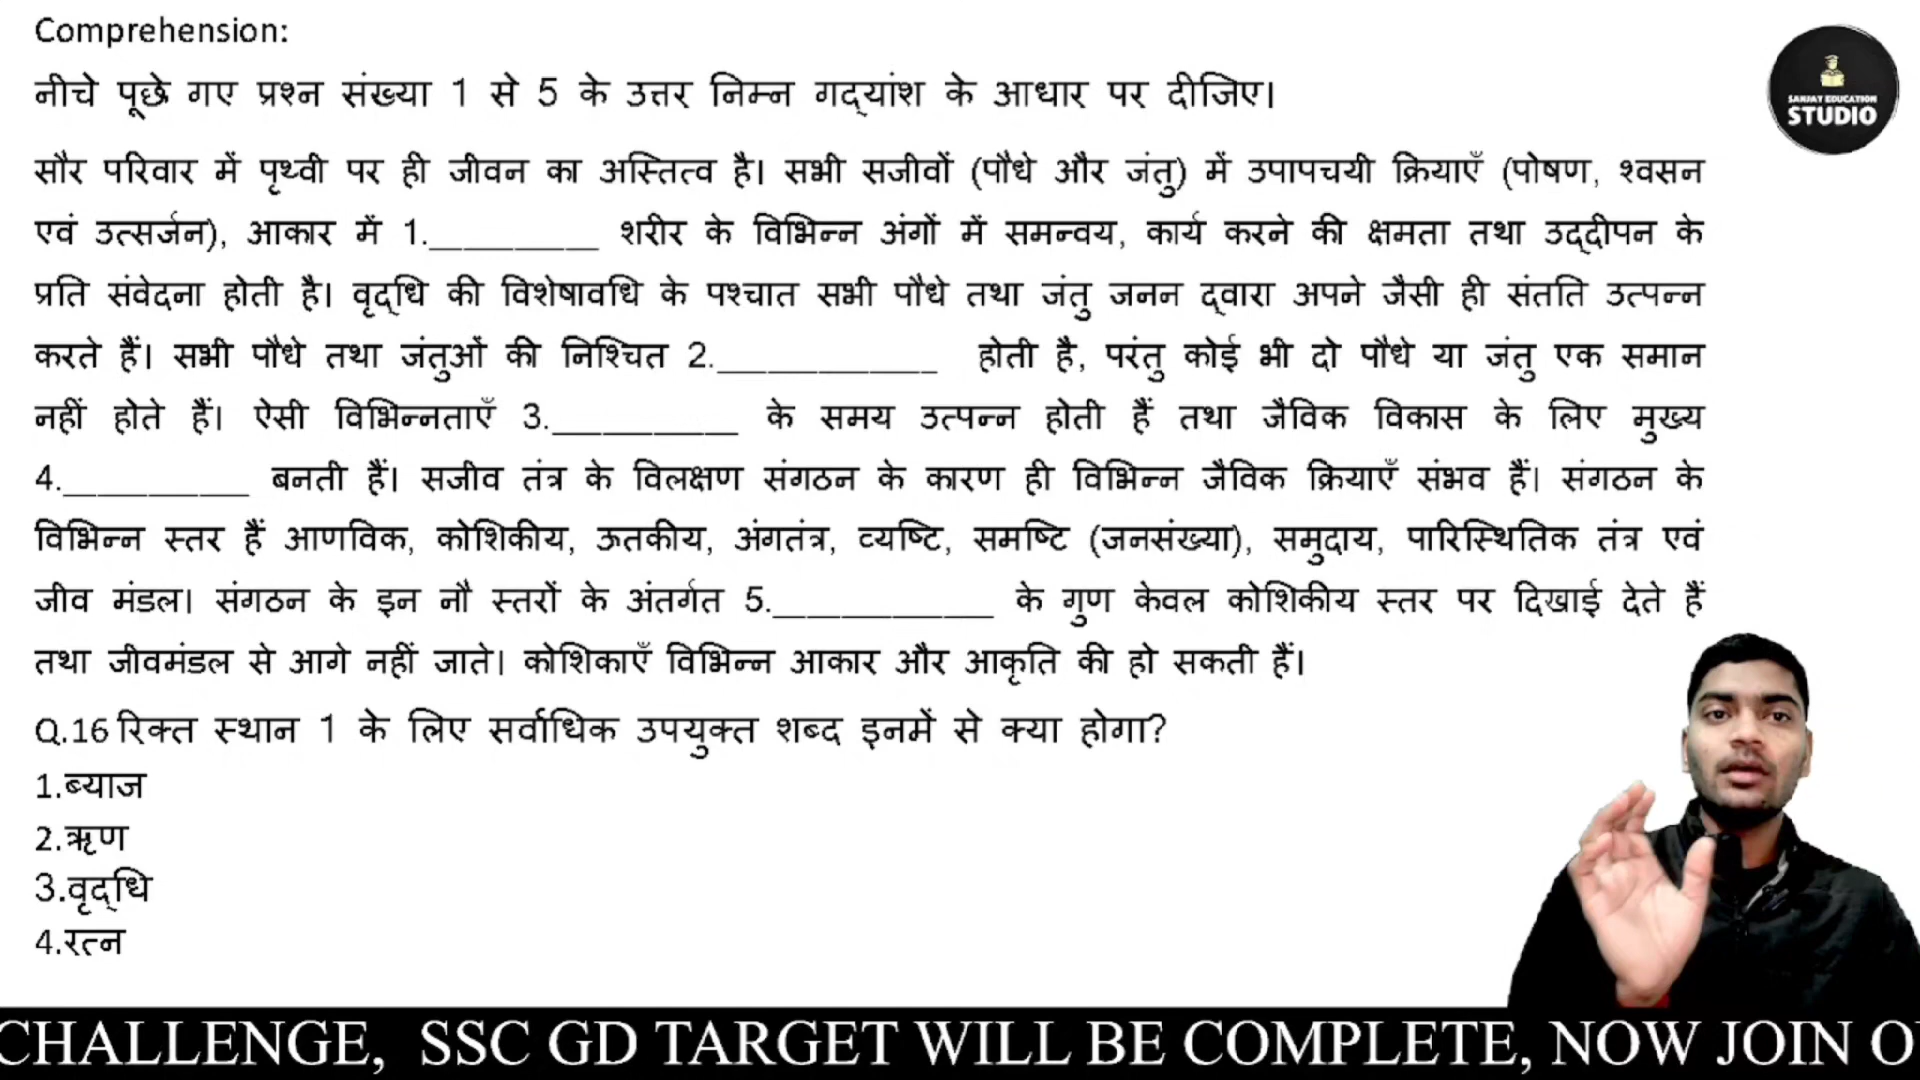 Comprehension:
नीचे पूछे गए प्रश्न संख्या 1 से 5 के उत्तर निम्न गद्यांश के आधार पर दीजिए।
SANJAY EDUCATION
STUDIO
सौर परिवार में पृथ्वी पर ही जीवन का अस्तित्व है। सभी सजीवों (पौधे और जंतु) में उपापचयी क्रियाएँ (पोषण, श्वसन
एवं उत्सर्जन), आकार में 1.__________ शरीर के विभिन्न अंगों में समन्वय, कार्य करने की क्षमता तथा उद्दीपन के
प्रति संवेदना होती है। वृद्धि की विशेषावधि के पश्चात सभी पौधे तथा जंतु जनन द्वारा अपने जैसी ही संतति उत्पन्न
करते हैं। सभी पौधे तथा जंतुओं की निश्चित 2._____________ होती है, परंतु कोई भी दो पौधे या जंतु एक समान
नहीं होते हैं। ऐसी विभिन्नताएँ 3.___________ के समय उत्पन्न होती हैं तथा जैविक विकास के लिए मुख्य
4.___________ बनती हैं। सजीव तंत्र के विलक्षण संगठन के कारण ही विभिन्न जैविक क्रियाएँ संभव हैं। संगठन के
विभिन्न स्तर हैं आणविक, कोशिकीय, ऊतकीय, अंगतंत्र, व्यष्टि, समष्टि (जनसंख्या), समुदाय, पारिस्थितिक तंत्र एवं
जीव मंडल। संगठन के इन नौ स्तरों के अंतर्गत 5._____________ के गुण केवल कोशिकीय स्तर पर दिखाई देते हैं
तथा जीवमंडल से आगे नहीं जाते। कोशिकाएँ विभिन्न आकार और आकृति की हो सकती हैं।
Q.16 रिक्त स्थान 1 के लिए सर्वाधिक उपयुक्त शब्द इनमें से क्या होगा?
1.ब्याज
2.ऋण
3.वृद्धि
4.रत्न
CHALLENGE, SSC GD TARGET WILL BE COMPLETE, NOW JOIN O